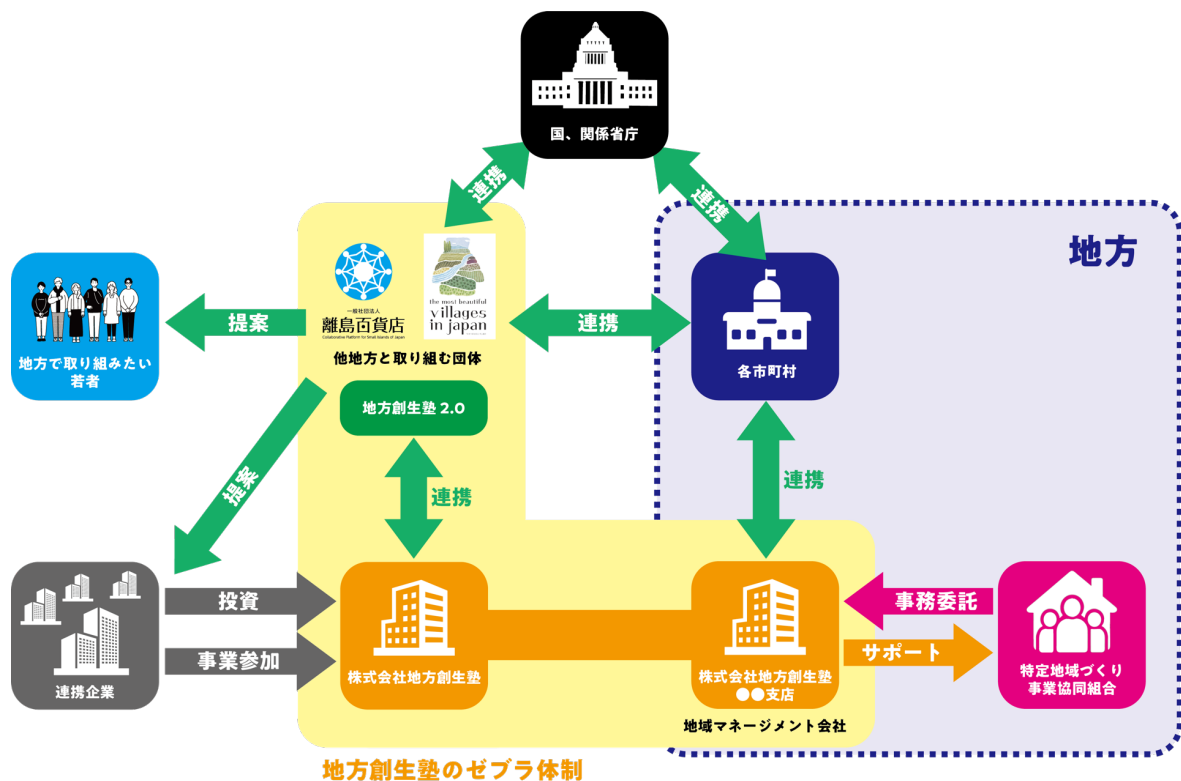 国、関係省庁
連携
連携
地方
一般社団法人
離島百貨店
Collaborative Platform for Small Islands of Japan
the most beautiful
villages
in japan
他地方と取り組む団体
提案
連携
地方で取り組みたい
若者
各市町村
地方創生塾 2.0
提案
連携
連携
投資
事業参加
連携企業
株式会社地方創生塾
株式会社地方創生塾
●●支店
地域マネージメント会社
事務委託
サポート
特定地域づくり
事業協同組合
地方創生塾のゼブラ体制